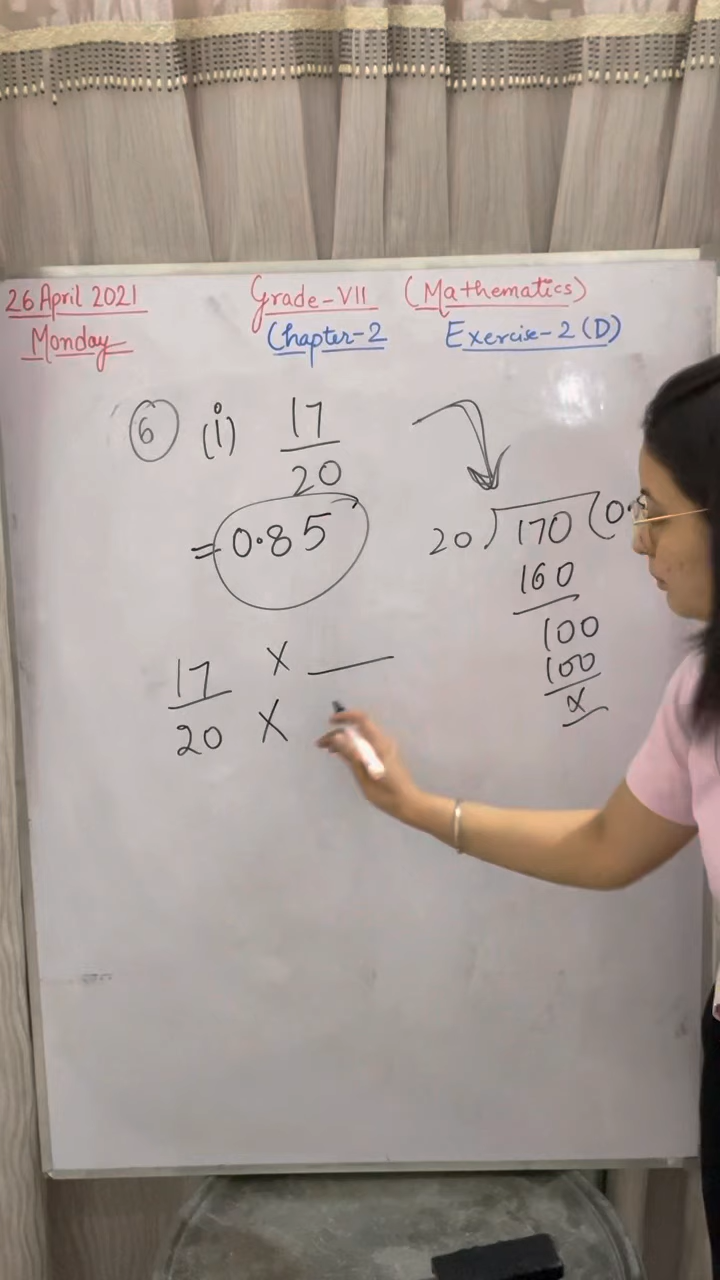 26 April 2021 Grade-VII (Mathematics)
Monday Chapter-2 Exercise-2(D)
6 (i) 17/20
= 0.85
20 ) 170 (0.
160
100
100
x
17 × __
20 ×